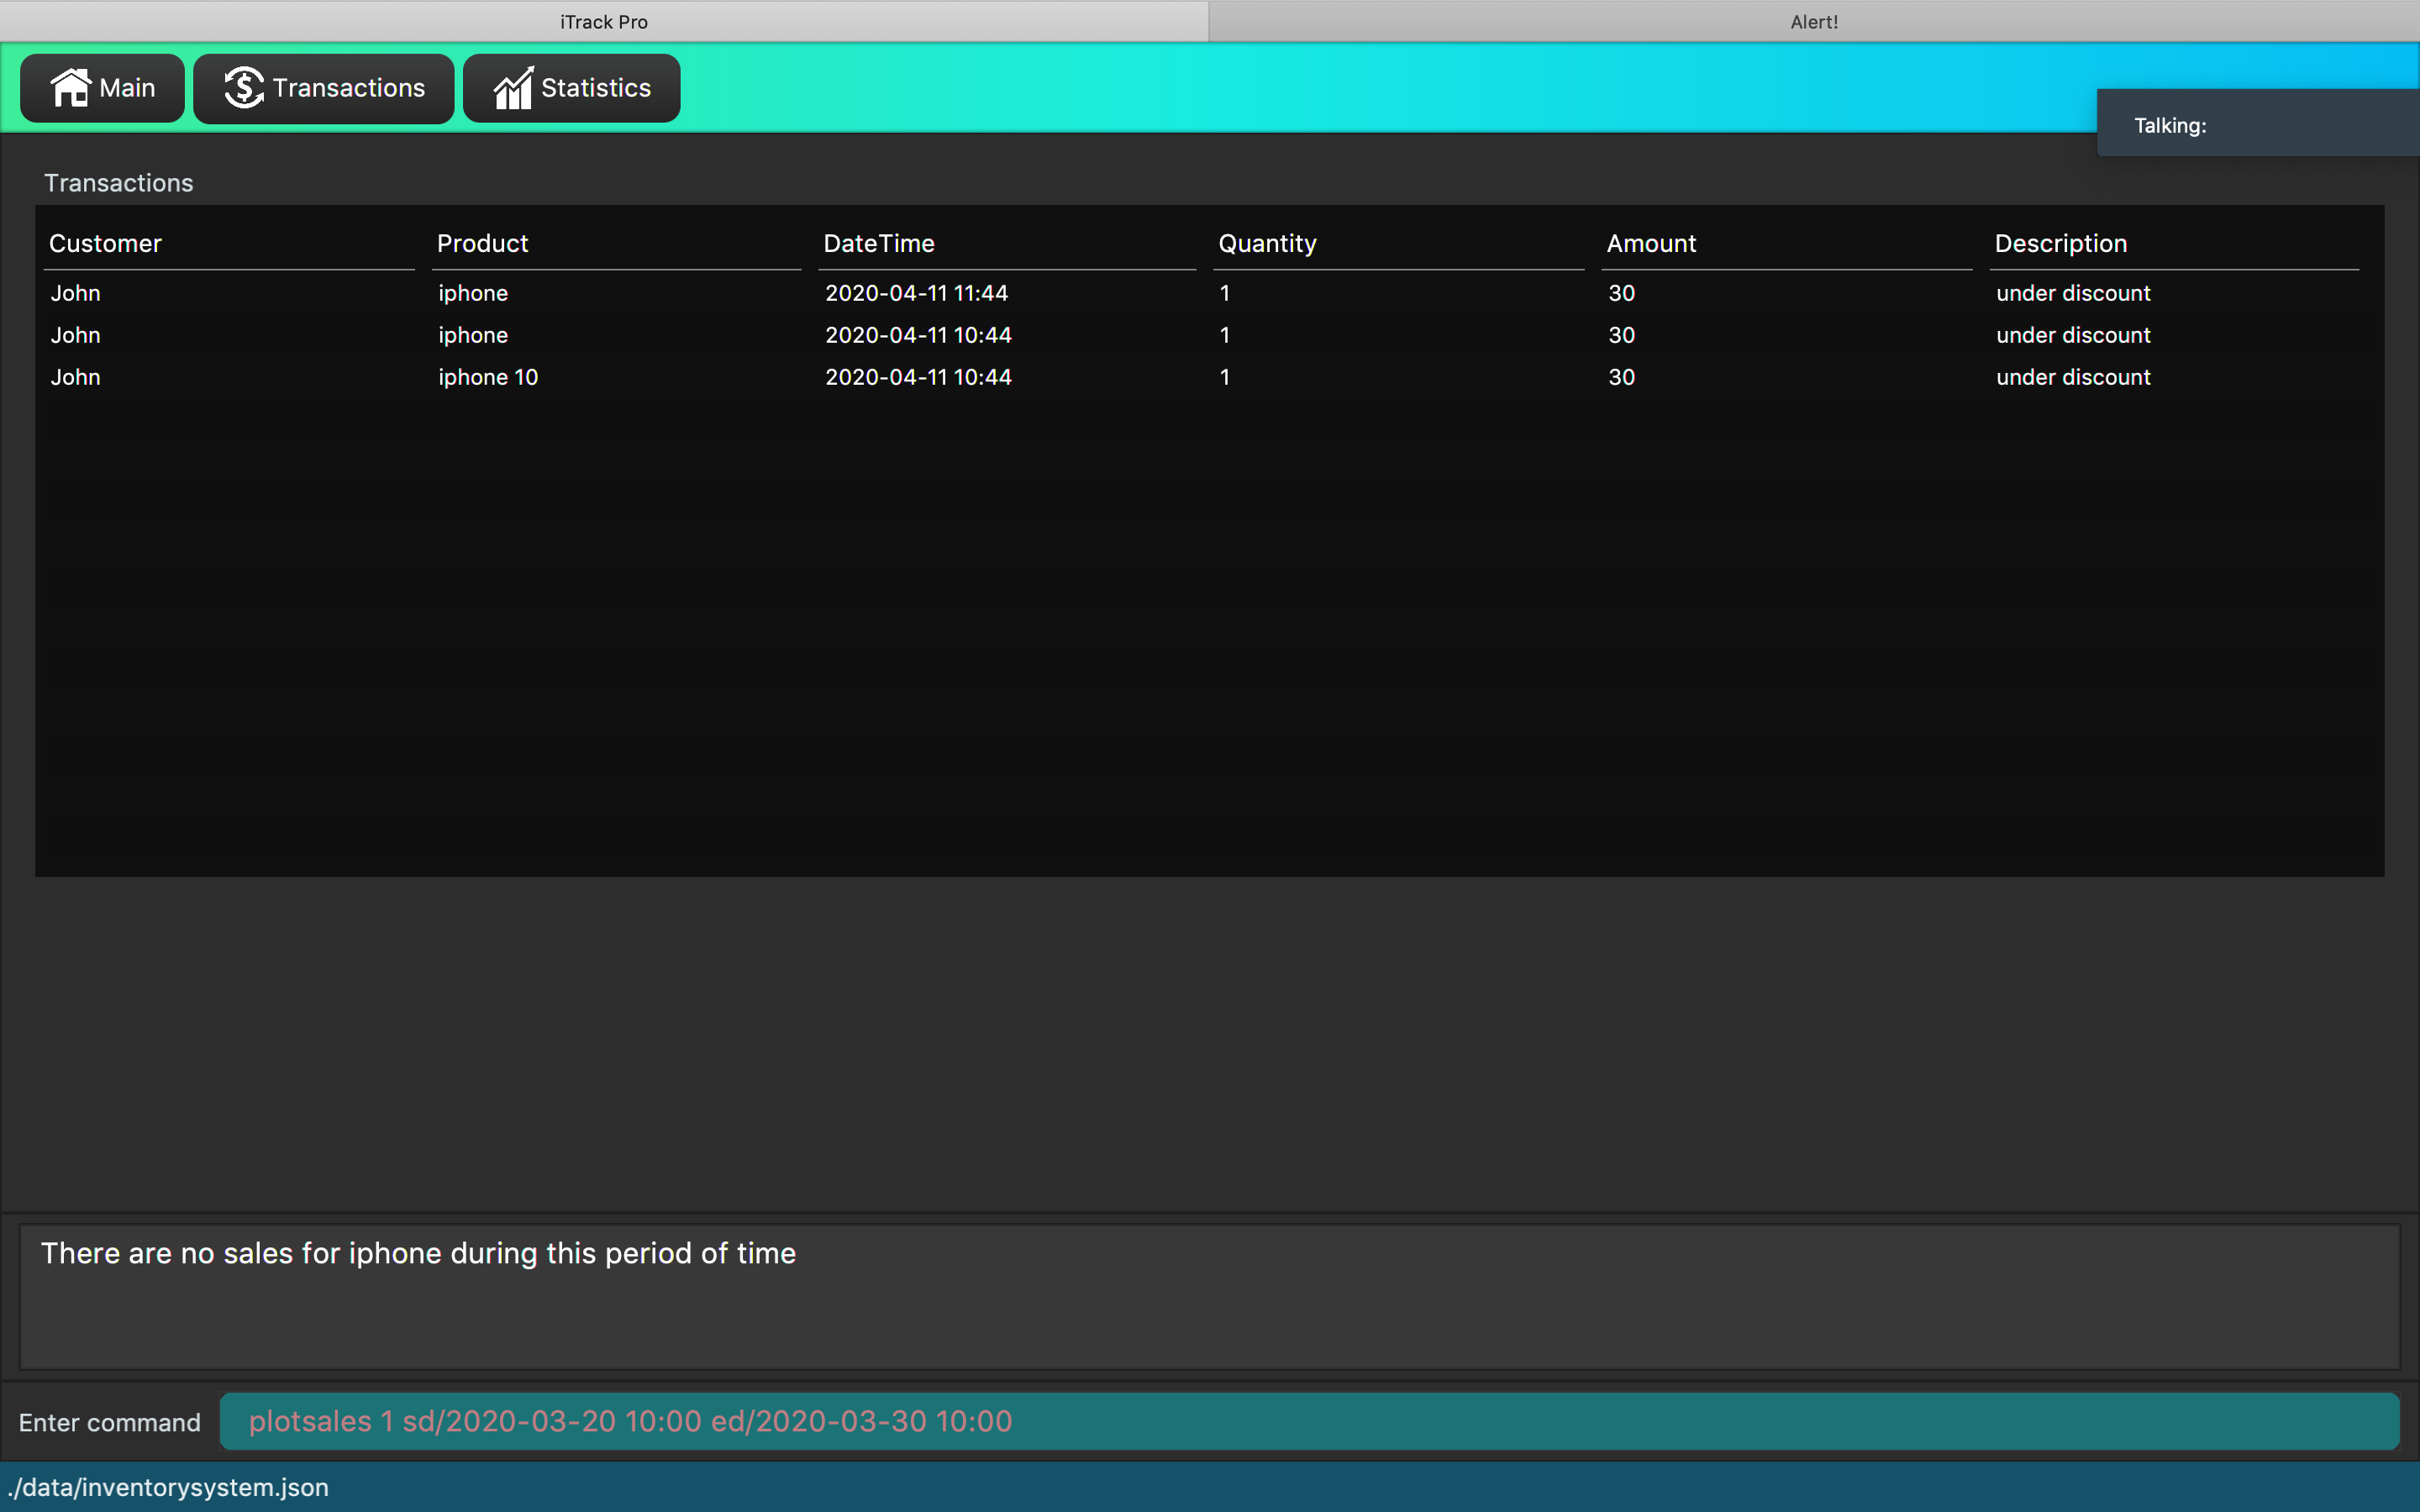 iTrack Pro Alert!
Main Transactions Statistics
Talking:
Transactions
Customer Product DateTime Quantity Amount Description
John iphone 2020-04-11 11:44 1 30 under discount
John iphone 2020-04-11 10:44 1 30 under discount
John iphone 10 2020-04-11 10:44 1 30 under discount
There are no sales for iphone during this period of time
Enter command plotsales 1 sd/2020-03-20 10:00 ed/2020-03-30 10:00
./data/inventorysystem.json